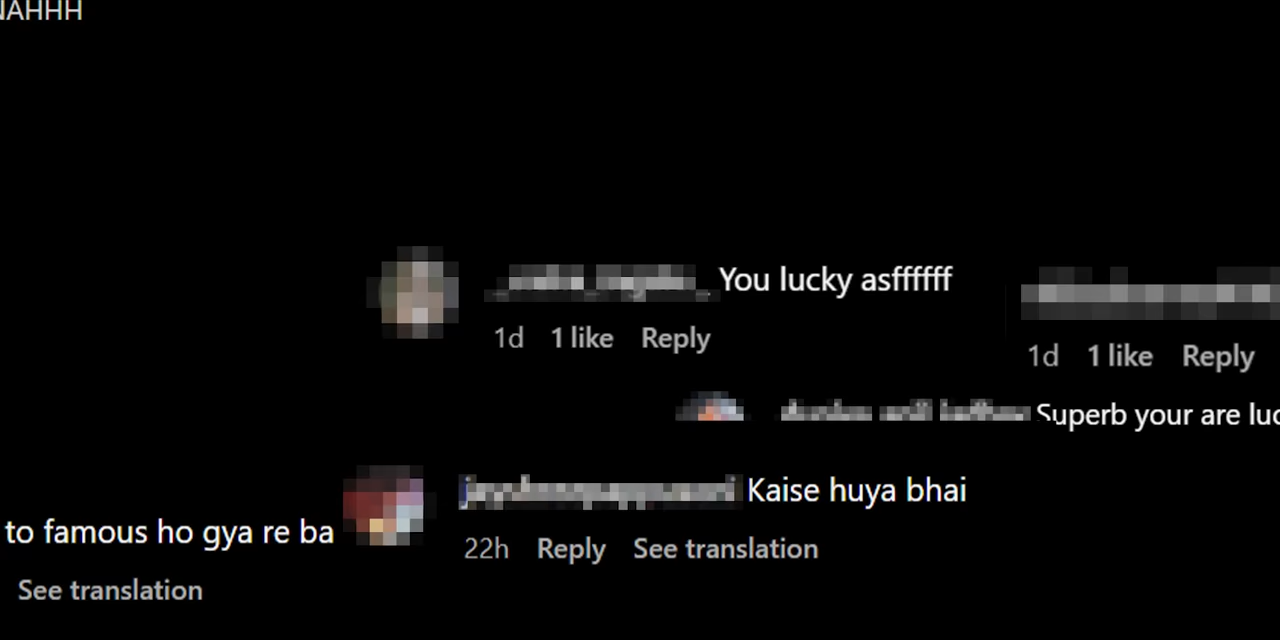 NAHHH
You lucky asffffff
1d 1 like Reply
1d 1 like Reply
Superb your are luc
Kaise huya bhai
to famous ho gya re ba
22h Reply See translation
See translation